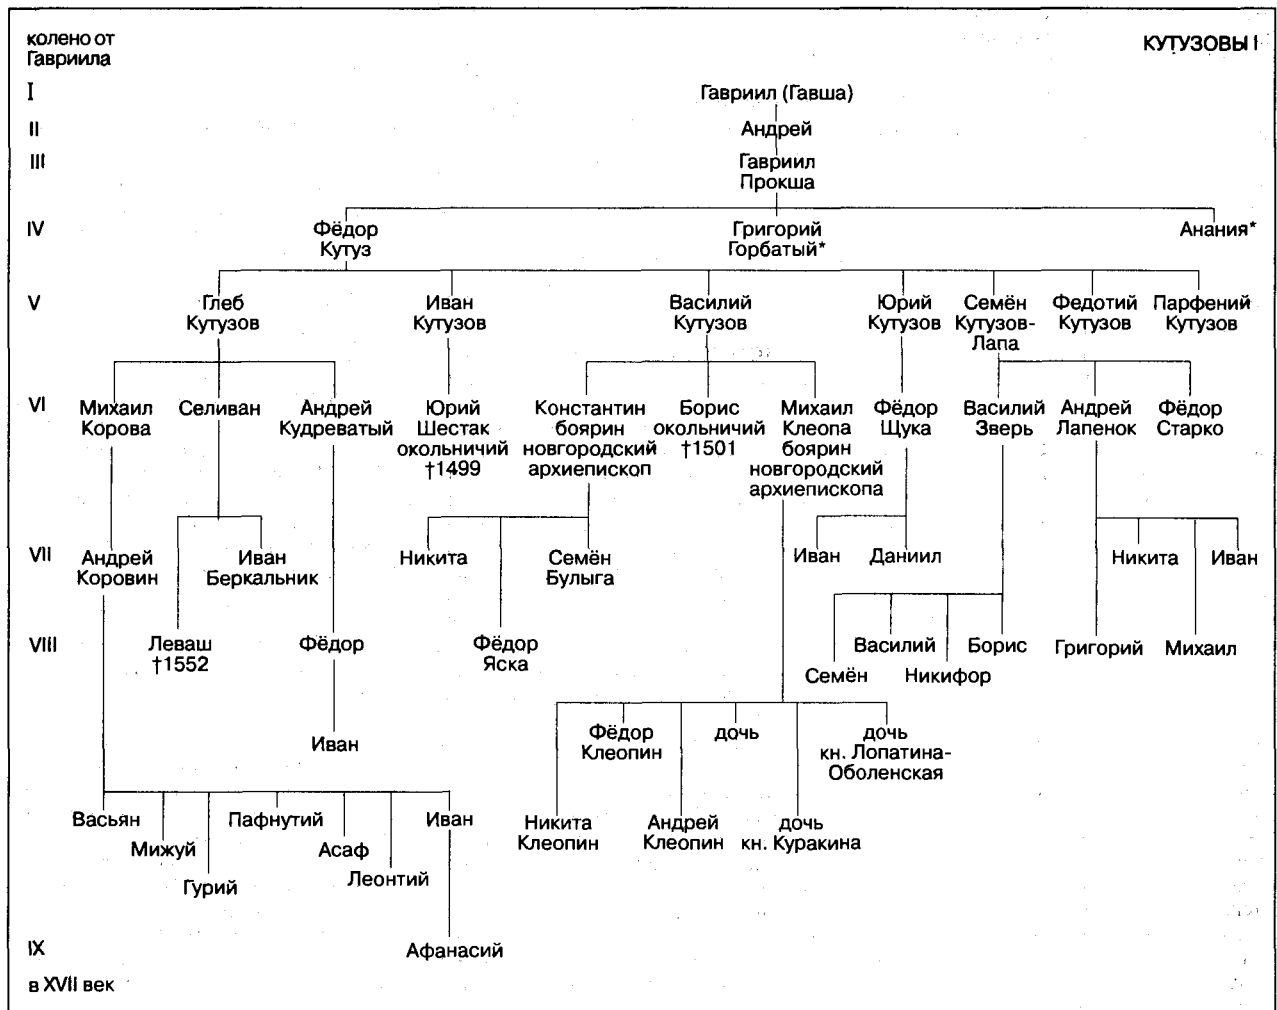 колено от
Гавриила
КУТУЗОВЫ I
I
Гавриил (Гавша)
II
Андрей
III
Гавриил
Прокша
IV
Фёдор
Кутуз
Григорий
Горбатый*
Анания*
V
Глеб
Кутузов
Иван
Кутузов
Василий
Кутузов
Юрий
Кутузов
Семён
Кутузов-
Лапа
Федотий
Кутузов
Парфений
Кутузов
VI
Михаил
Корова
Селиван
Андрей
Кудреватый
Юрий
Шестак
окольничий
†1499
Константин
боярин
новгородский
архиепископ
Борис
окольничий
†1501
Михаил
Клеопа
боярин
новгородский
архиепископа
Фёдор
Щука
Василий
Зверь
Андрей
Лапенок
Фёдор
Старко
VII
Андрей
Коровин
Иван
Беркальник
Никита
Семён
Булыга
Иван
Даниил
Никита
Иван
VIII
Леваш
†1552
Фёдор
Фёдор
Яска
Семён
Василий
Никифор
Борис
Григорий
Михаил
Иван
Фёдор
Клеопин
дочь
дочь
кн. Лопатина-
Оболенская
Васьян
Мижуй
Гурий
Пафнутий
Асаф
Леонтий
Иван
Никита
Клеопин
Андрей
Клеопин
дочь
кн. Куракина
IX
Афанасий
в XVII век